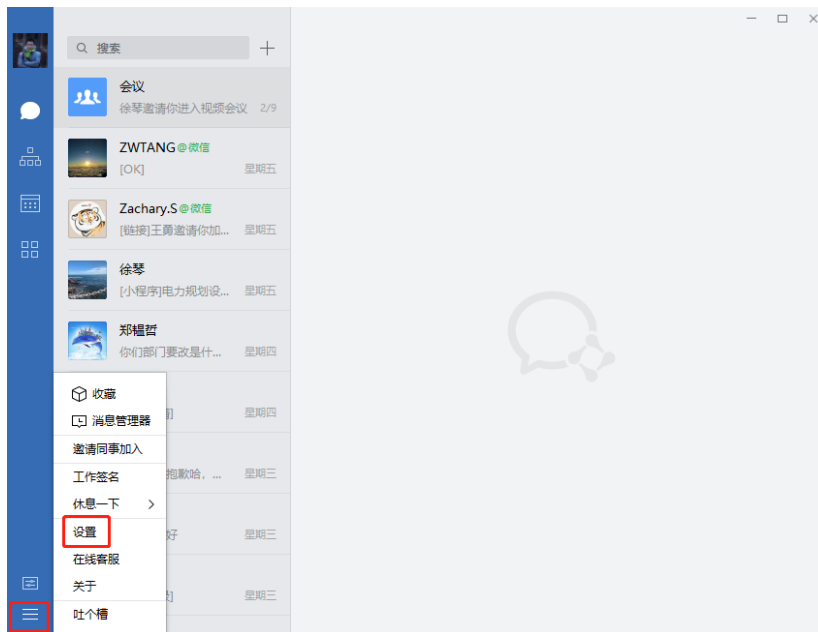 搜索
会议
徐琴邀请你进入视频会议 2/9
ZWTANG@微信
[OK] 星期五
Zachary.S@微信
[链接]王勇邀请你加... 星期五
徐琴
[小程序]电力规划设... 星期五
郑韫哲
你们部门要改是什... 星期四
收藏
星期四
消息管理器
邀请同事加入
抱歉哈，... 星期三
工作签名
休息一下
好 星期三
设置
在线客服
关于
星期三
吐个槽